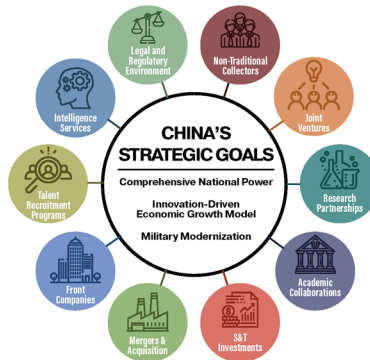 CHINA'S
STRATEGIC GOALS
Comprehensive National Power
Innovation-Driven
Economic Growth Model
Military Modernization
Legal and
Regulatory
Environment
Non-Traditional
Collectors
Joint
Ventures
Research
Partnerships
Academic
Collaborations
S&T
Investments
Mergers &
Acquisition
Front
Companies
Talent
Recruitment
Programs
Intelligence
Services